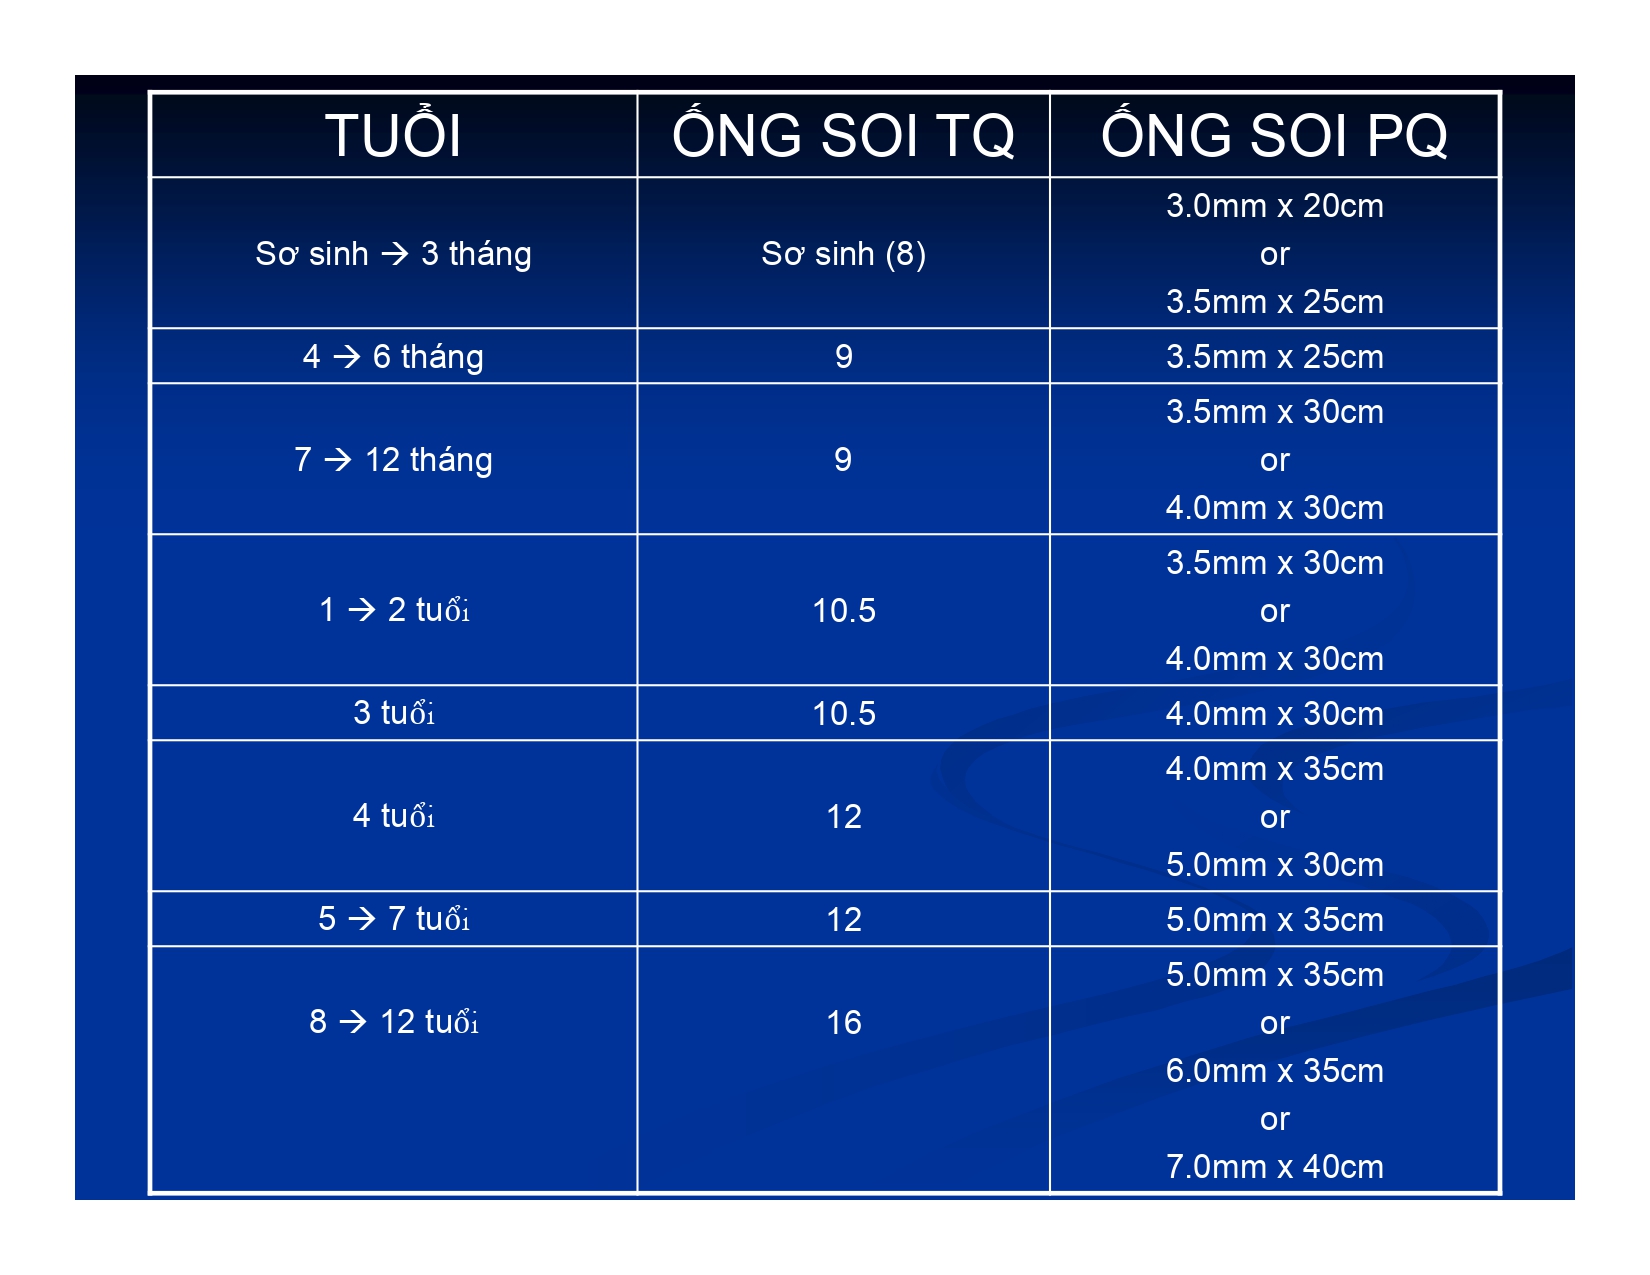 TUỔI ỐNG SOI TQ ỐNG SOI PQ
Sơ sinh → 3 tháng Sơ sinh (8) 3.0mm x 20cm
or
3.5mm x 25cm
4 → 6 tháng 9 3.5mm x 25cm
7 → 12 tháng 9 3.5mm x 30cm
or
4.0mm x 30cm
1 → 2 tuổi 10.5 3.5mm x 30cm
or
4.0mm x 30cm
3 tuổi 10.5 4.0mm x 30cm
4 tuổi 12 4.0mm x 35cm
or
5.0mm x 30cm
5 → 7 tuổi 12 5.0mm x 35cm
8 → 12 tuổi 16 5.0mm x 35cm
or
6.0mm x 35cm
or
7.0mm x 40cm